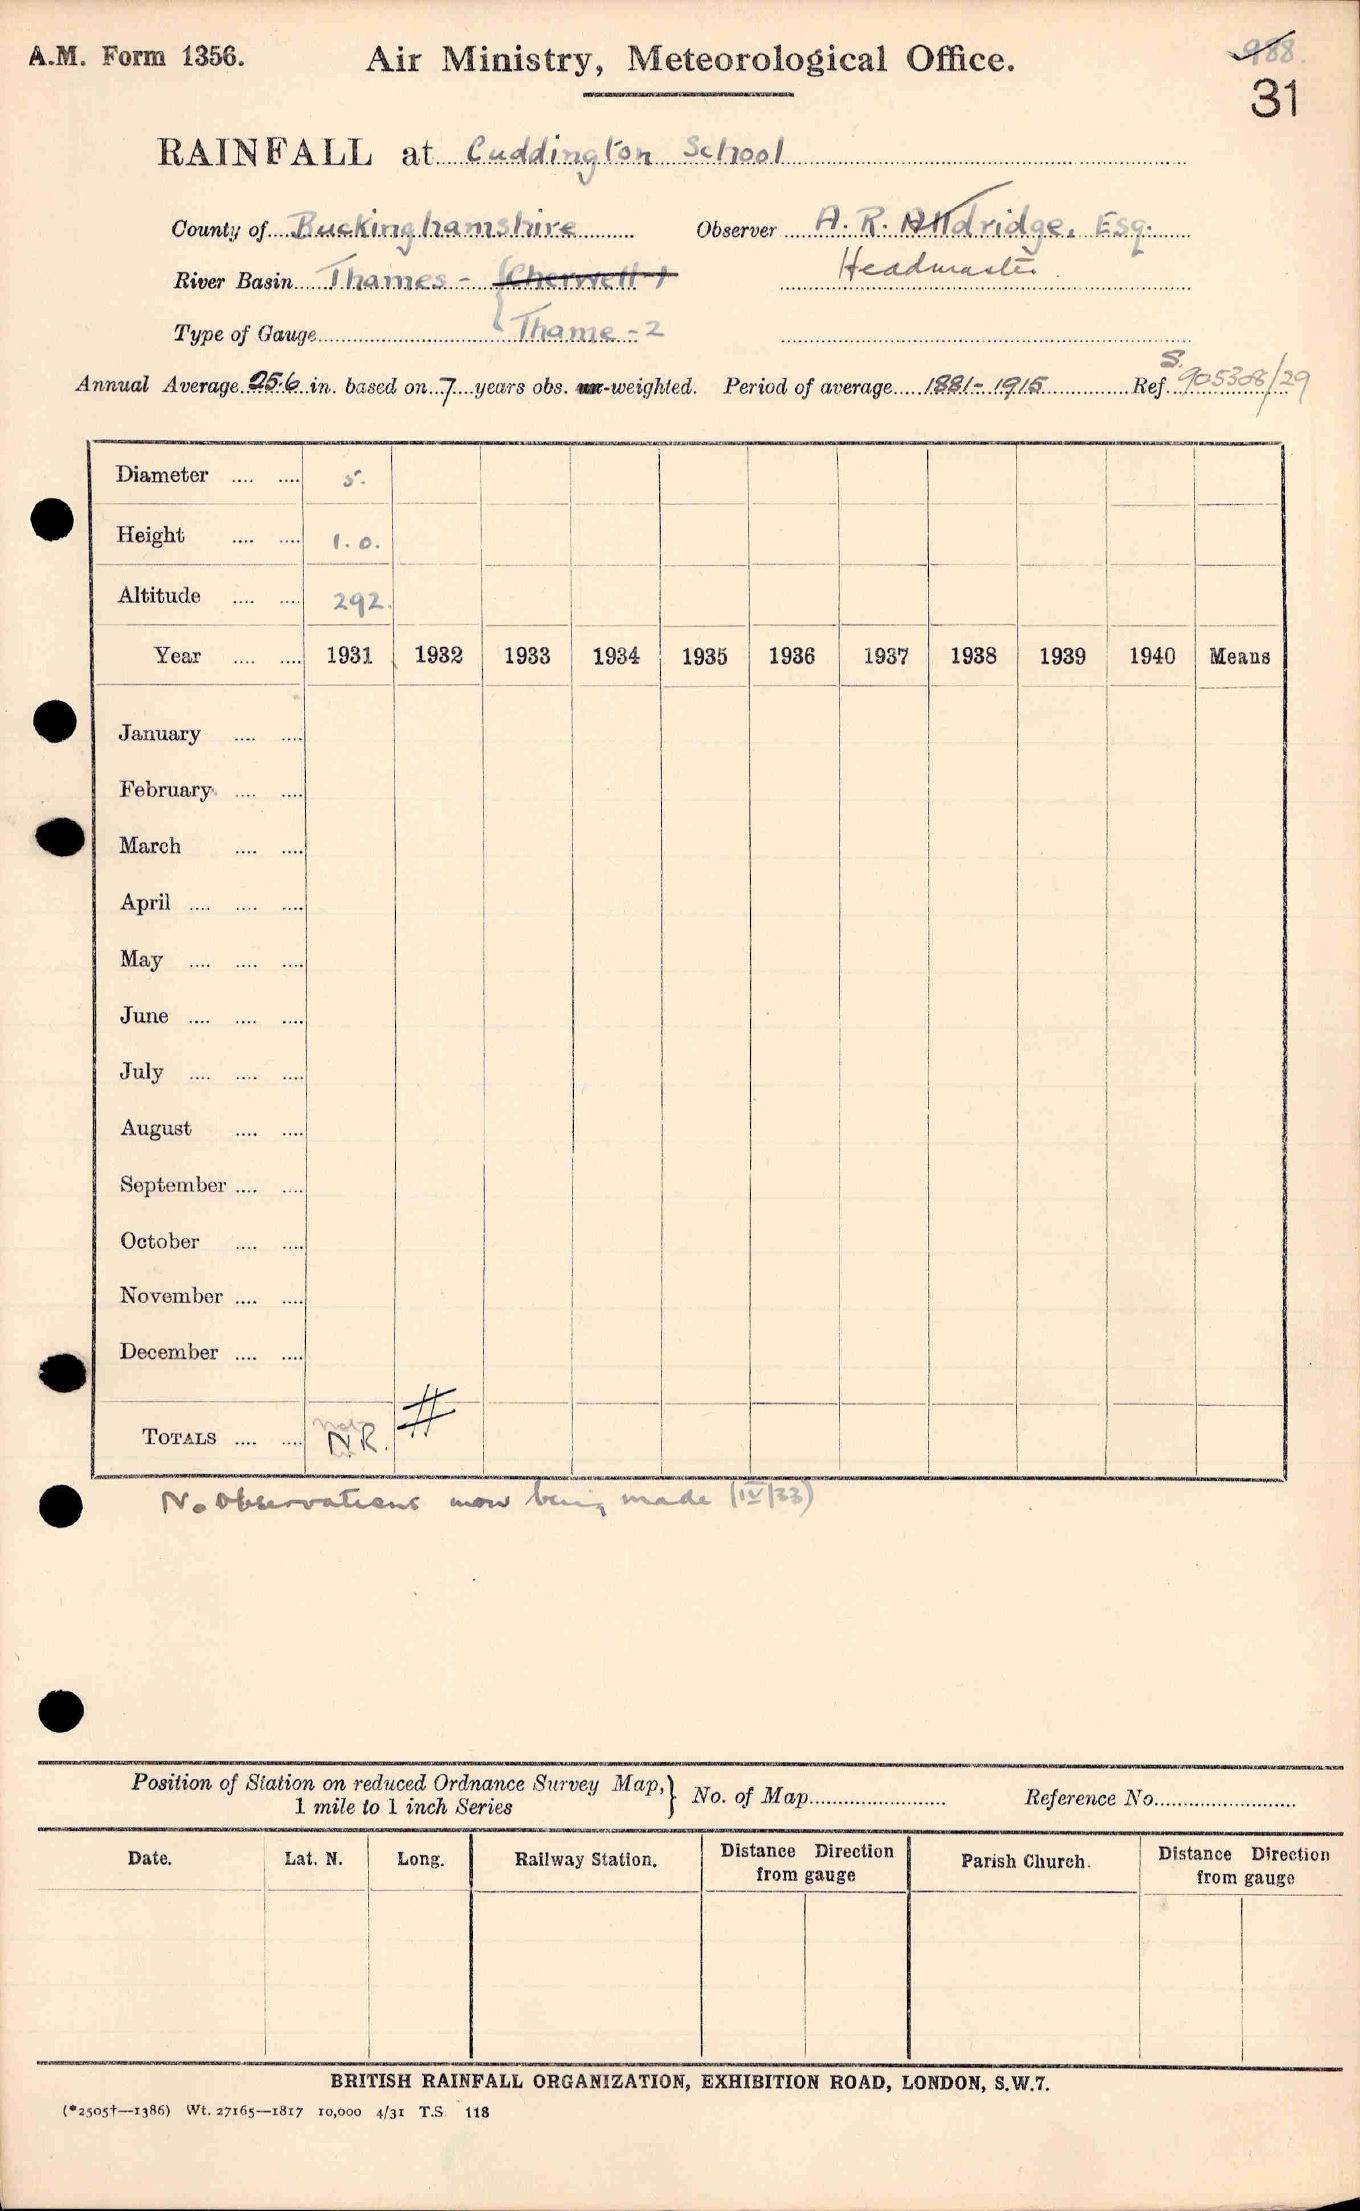 A.M. Form 1356.
Air Ministry, Meteorological Office.
988.
31
RAINFALL at Cuddington School
County of Buckinghamshire Observer A. R. Alldridge, Esq.
Headmaster.
River Basin Thames - Cherwell-1
Type of Gauge Thame - 2
Annual Average 25.6 in. based on 7 years obs. un-weighted. Period of average 1881-1915 Ref. S. 905308/29
Diameter .... .... 5.
Height .... .... 1. 0.
Altitude .... .... 292.
Year .... .... 1931 1932 1933 1934 1935 1936 1937 1938 1939 1940 Means
January .... ....
February .... ....
March .... ....
April .... .... ....
May .... .... ....
June .... .... ....
July .... .... ....
August .... ....
September .... ....
October .... ....
November .... ....
December .... ....
TOTALS .... .... NR. #
No observations now being made (IV/33)
Position of Station on reduced Ordnance Survey Map,} No. of Map Reference No.
1 mile to 1 inch Series
Date. Lat. N. Long. Railway Station. Distance Direction from gauge Parish Church. Distance Direction from gauge
BRITISH RAINFALL ORGANIZATION, EXHIBITION ROAD, LONDON, S.W.7.
(*2505†—1386) Wt. 27165—1817 10,000 4/31 T.S. 118